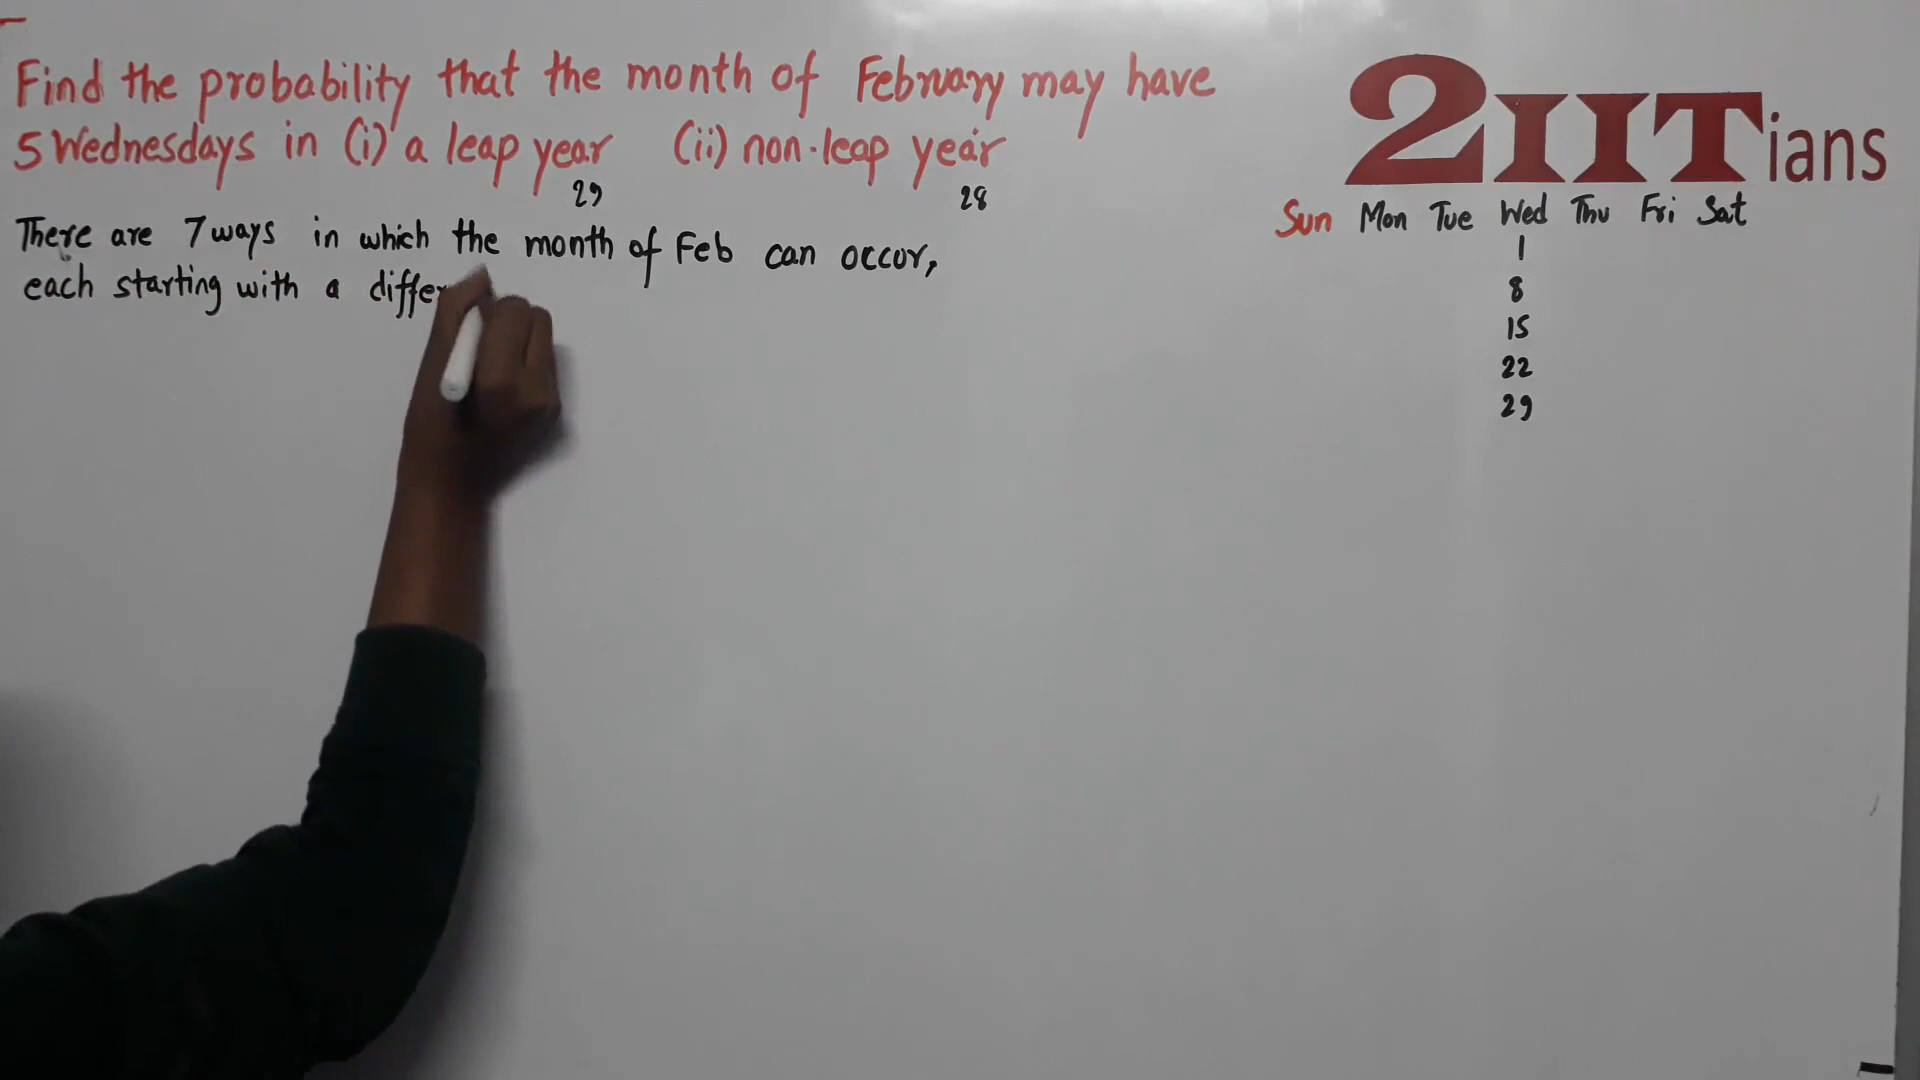 Find the probability that the month of February may have
5 Wednesdays in (i) a leap year (ii) non-leap year
29 28
There are 7 ways in which the month of Feb can occur,
each starting with a differ
2IITians
Sun Mon Tue Wed Thu Fri Sat
1
8
15
22
29